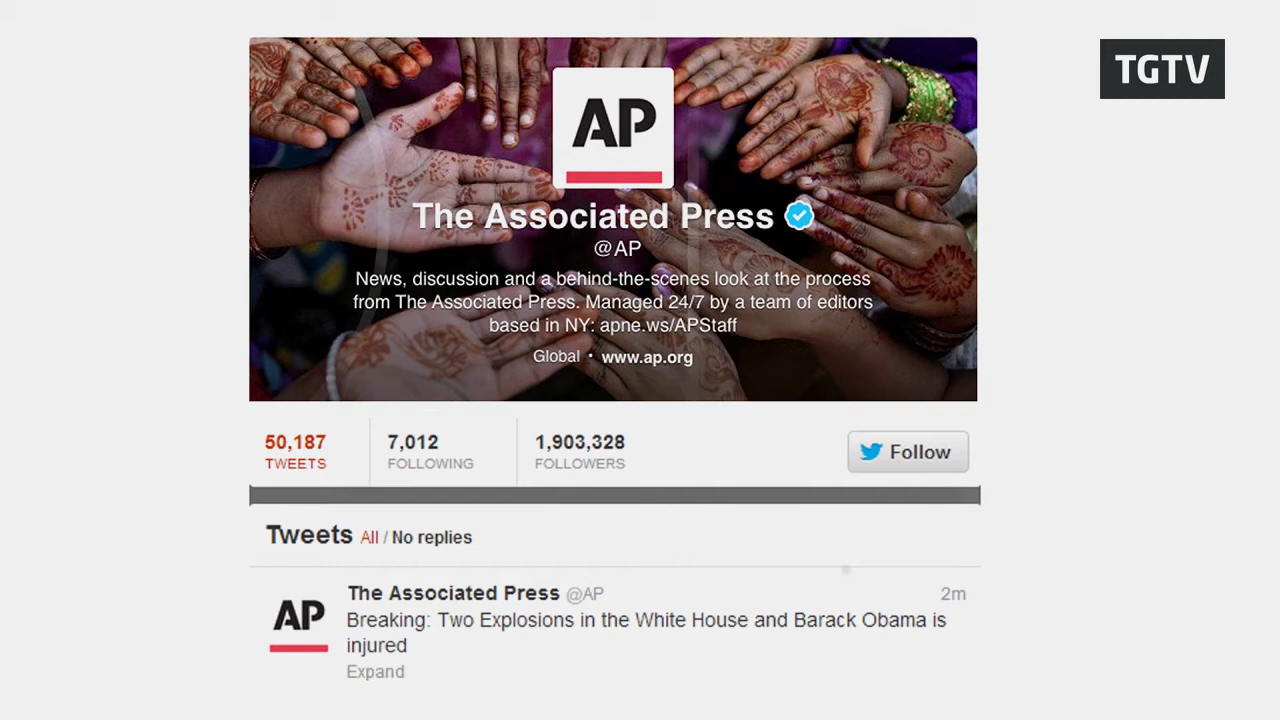 TGTV
AP
The Associated Press
@AP
News, discussion and a behind-the-scenes look at the process
from The Associated Press. Managed 24/7 by a team of editors
based in NY: apne.ws/APStaff
Global • www.ap.org
50,187
TWEETS
7,012
FOLLOWING
1,903,328
FOLLOWERS
Follow
Tweets All / No replies
AP
The Associated Press @AP 2m
Breaking: Two Explosions in the White House and Barack Obama is
injured
Expand